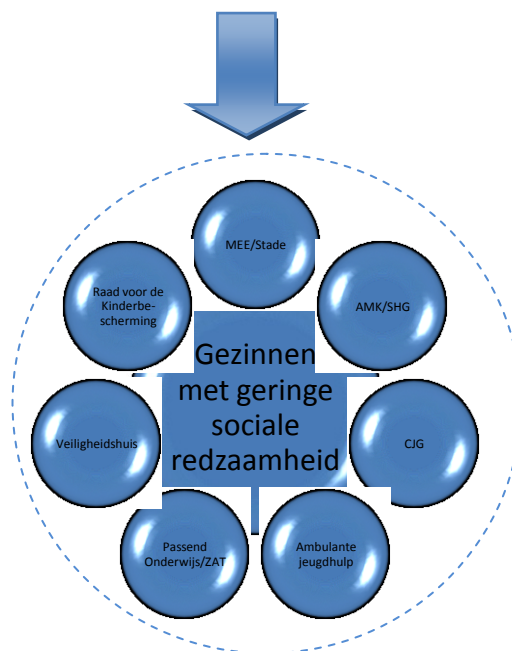 MEE/Stade
Raad voor de
Kinderbe-
scherming
AMK/SHG
Gezinnen
met geringe
sociale
redzaamheid
Veiligheidshuis
CJG
Passend
Onderwijs/ZAT
Ambulante
jeugdhulp